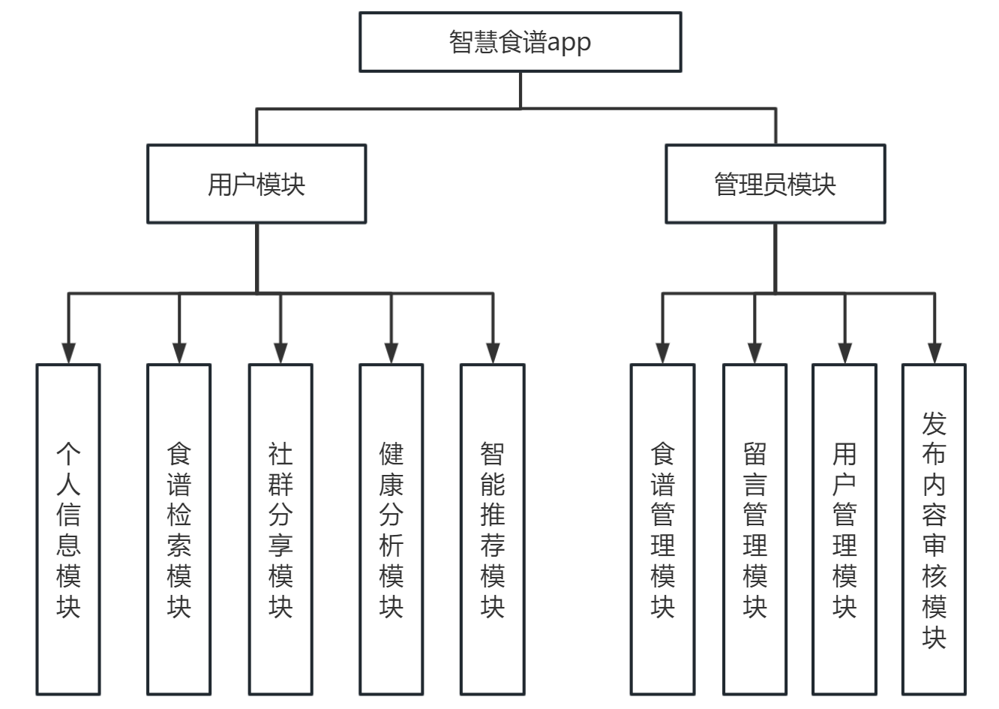 智慧食谱app
用户模块
管理员模块
个人信息模块
食谱检索模块
社群分享模块
健康分析模块
智能推荐模块
食谱管理模块
留言管理模块
用户管理模块
发布内容审核模块